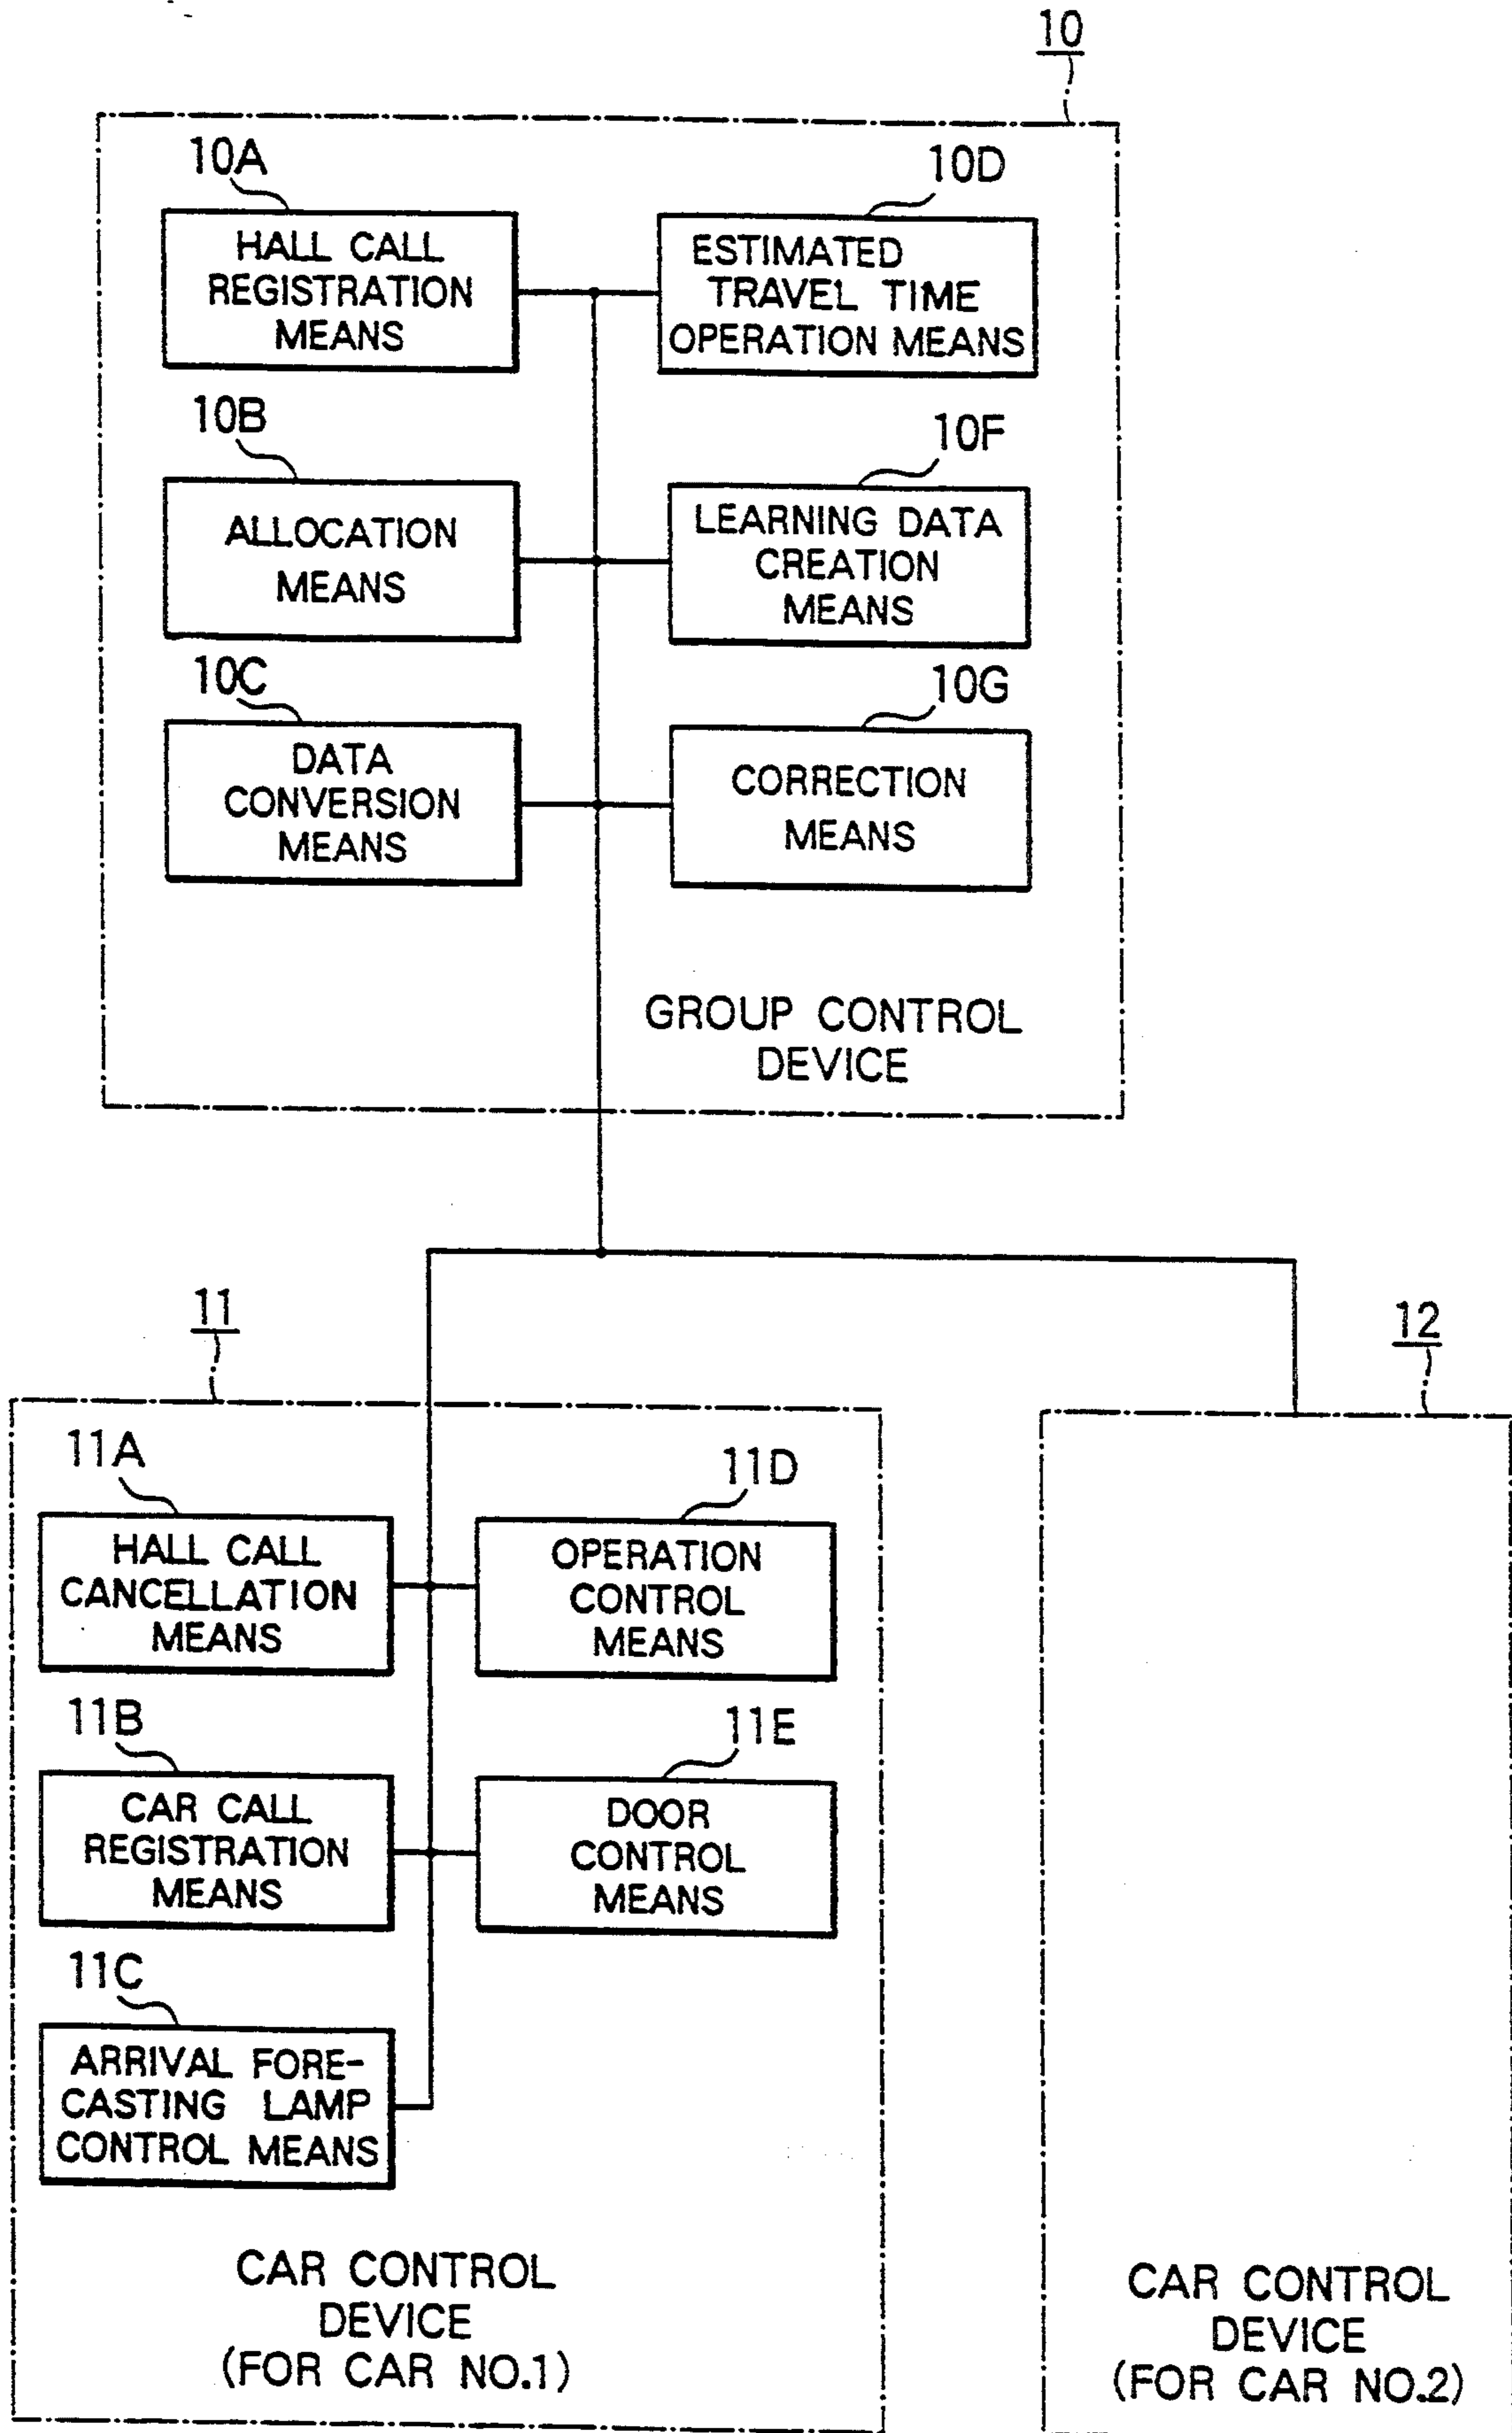 10
10A
HALL CALL
REGISTRATION
MEANS
10D
ESTIMATED
TRAVEL TIME
OPERATION MEANS
10B
ALLOCATION
MEANS
10F
LEARNING DATA
CREATION
MEANS
10C
DATA
CONVERSION
MEANS
10G
CORRECTION
MEANS
GROUP CONTROL
DEVICE
11
11A
HALL CALL
CANCELLATION
MEANS
11D
OPERATION
CONTROL
MEANS
11B
CAR CALL
REGISTRATION
MEANS
11E
DOOR
CONTROL
MEANS
11C
ARRIVAL FORE-
CASTING LAMP
CONTROL MEANS
CAR CONTROL
DEVICE
(FOR CAR NO.1)
12
CAR CONTROL
DEVICE
(FOR CAR NO.2)